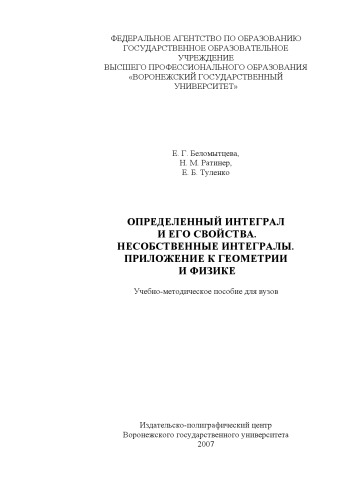 ФЕДЕРАЛЬНОЕ АГЕНТСТВО ПО ОБРАЗОВАНИЮ
ГОСУДАРСТВЕННОЕ ОБРАЗОВАТЕЛЬНОЕ
УЧРЕЖДЕНИЕ
ВЫСШЕГО ПРОФЕССИОНАЛЬНОГО ОБРАЗОВАНИЯ
«ВОРОНЕЖСКИЙ ГОСУДАРСТВЕННЫЙ
УНИВЕРСИТЕТ»
Е. Г. Беломытцева,
Н. М. Ратинер,
Е. Б. Туленко
ОПРЕДЕЛЕННЫЙ ИНТЕГРАЛ
И ЕГО СВОЙСТВА.
НЕСОБСТВЕННЫЕ ИНТЕГРАЛЫ.
ПРИЛОЖЕНИЕ К ГЕОМЕТРИИ
И ФИЗИКЕ
Учебно-методическое пособие для вузов
Издательско-полиграфический центр
Воронежского государственного университета
2007